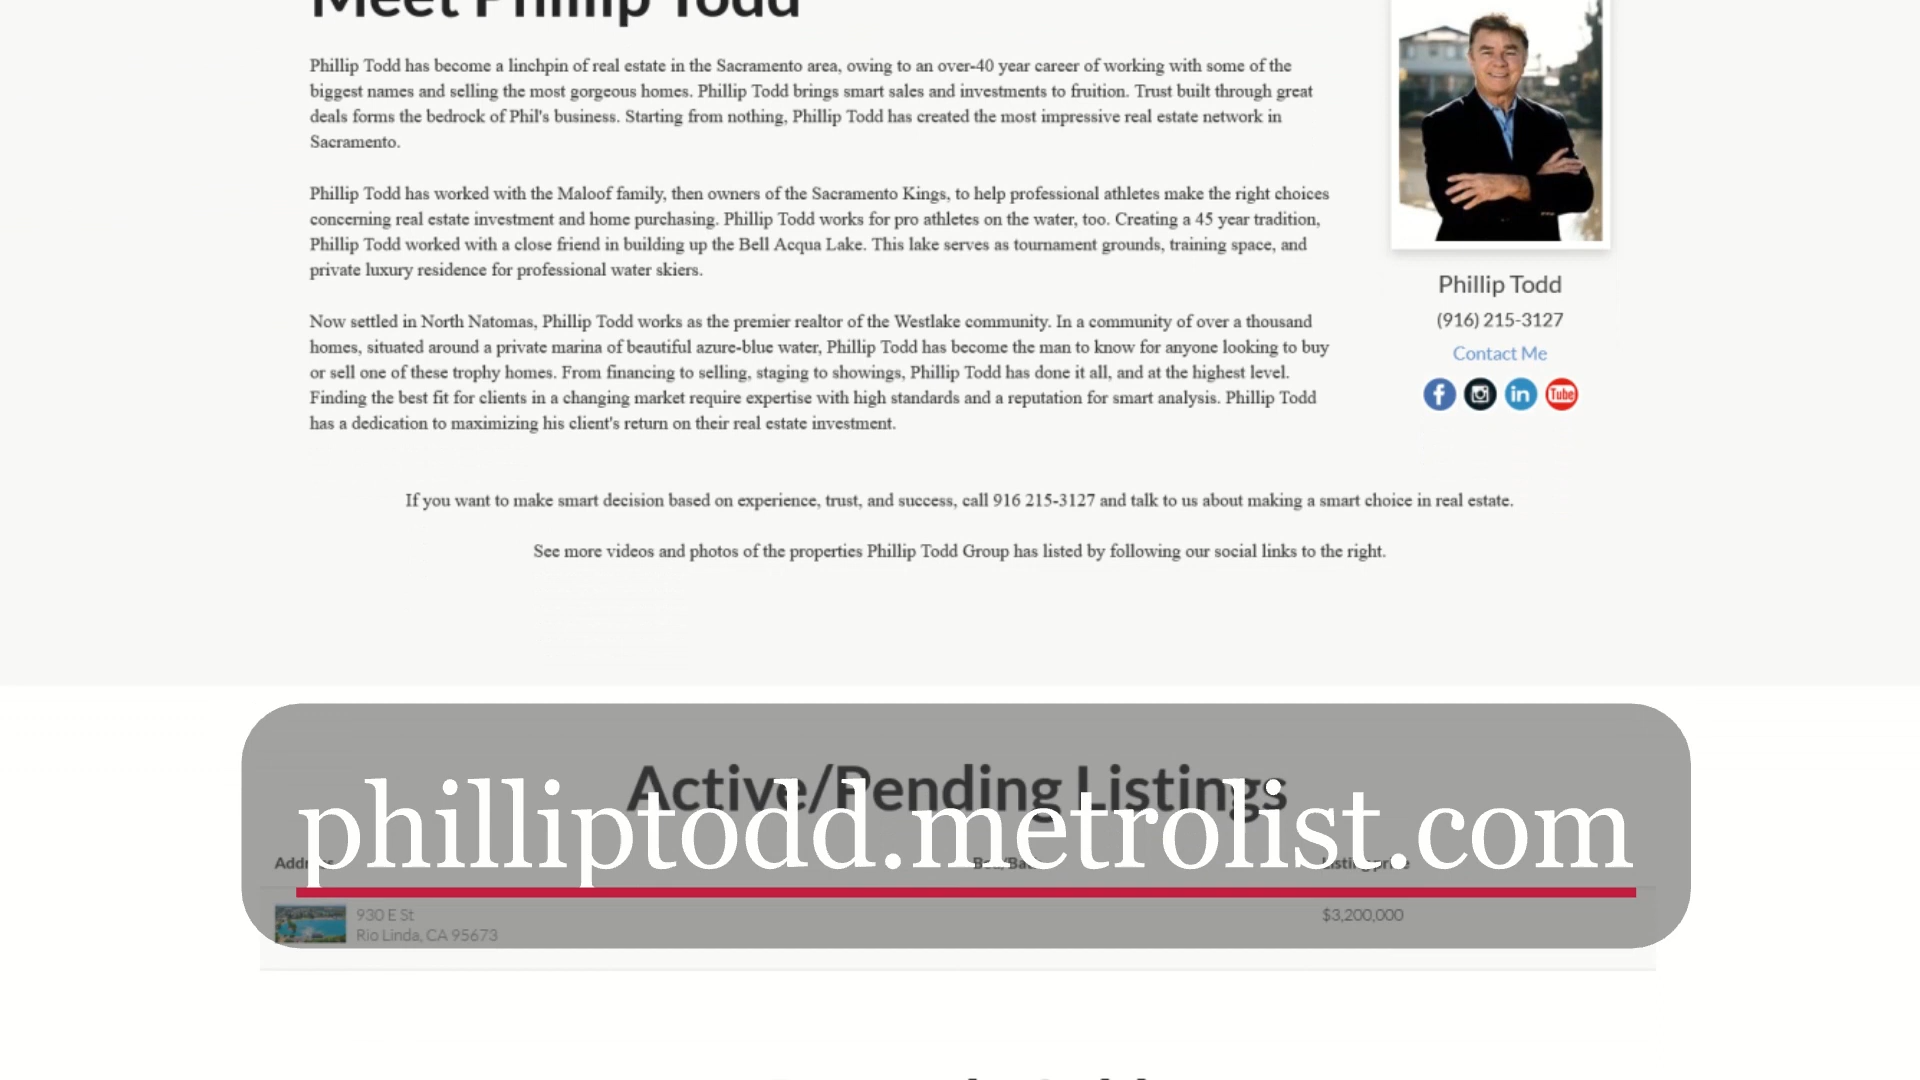 Meet Phillip Todd
Phillip Todd has become a linchpin of real estate in the Sacramento area, owing to an over-40 year career of working with some of the
biggest names and selling the most gorgeous homes. Phillip Todd brings smart sales and investments to fruition. Trust built through great
deals forms the bedrock of Phil's business. Starting from nothing, Phillip Todd has created the most impressive real estate network in
Sacramento.
Phillip Todd has worked with the Maloof family, then owners of the Sacramento Kings, to help professional athletes make the right choices
concerning real estate investment and home purchasing. Phillip Todd works for pro athletes on the water, too. Creating a 45 year tradition,
Phillip Todd worked with a close friend in building up the Bell Acqua Lake. This lake serves as tournament grounds, training space, and
private luxury residence for professional water skiers.
Now settled in North Natomas, Phillip Todd works as the premier realtor of the Westlake community. In a community of over a thousand
homes, situated around a private marina of beautiful azure-blue water, Phillip Todd has become the man to know for anyone looking to buy
or sell one of these trophy homes. From financing to selling, staging to showings, Phillip Todd has done it all, and at the highest level.
Finding the best fit for clients in a changing market require expertise with high standards and a reputation for smart analysis. Phillip Todd
has a dedication to maximizing his client's return on their real estate investment.
Phillip Todd
(916) 215-3127
Contact Me
f in Tube
If you want to make smart decision based on experience, trust, and success, call 916 215-3127 and talk to us about making a smart choice in real estate.
See more videos and photos of the properties Phillip Todd Group has listed by following our social links to the right.
Active/Pending Listings
philliptodd.metrolist.com
Address Bed/Bath Listing price
930 E St $3,200,000
Rio Linda, CA 95673